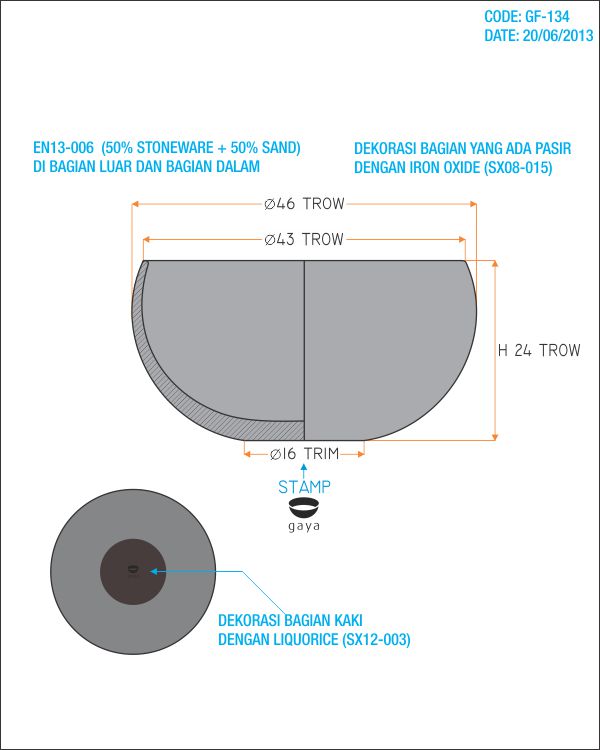 CODE: GF-134
DATE: 20/06/2013
EN13-006 (50% STONEWARE + 50% SAND)
DI BAGIAN LUAR DAN BAGIAN DALAM
DEKORASI BAGIAN YANG ADA PASIR
DENGAN IRON OXIDE (SX08-015)
Ø46 TROW
Ø43 TROW
H 24 TROW
Ø16 TRIM
STAMP
gaya
DEKORASI BAGIAN KAKI
DENGAN LIQUORICE (SX12-003)